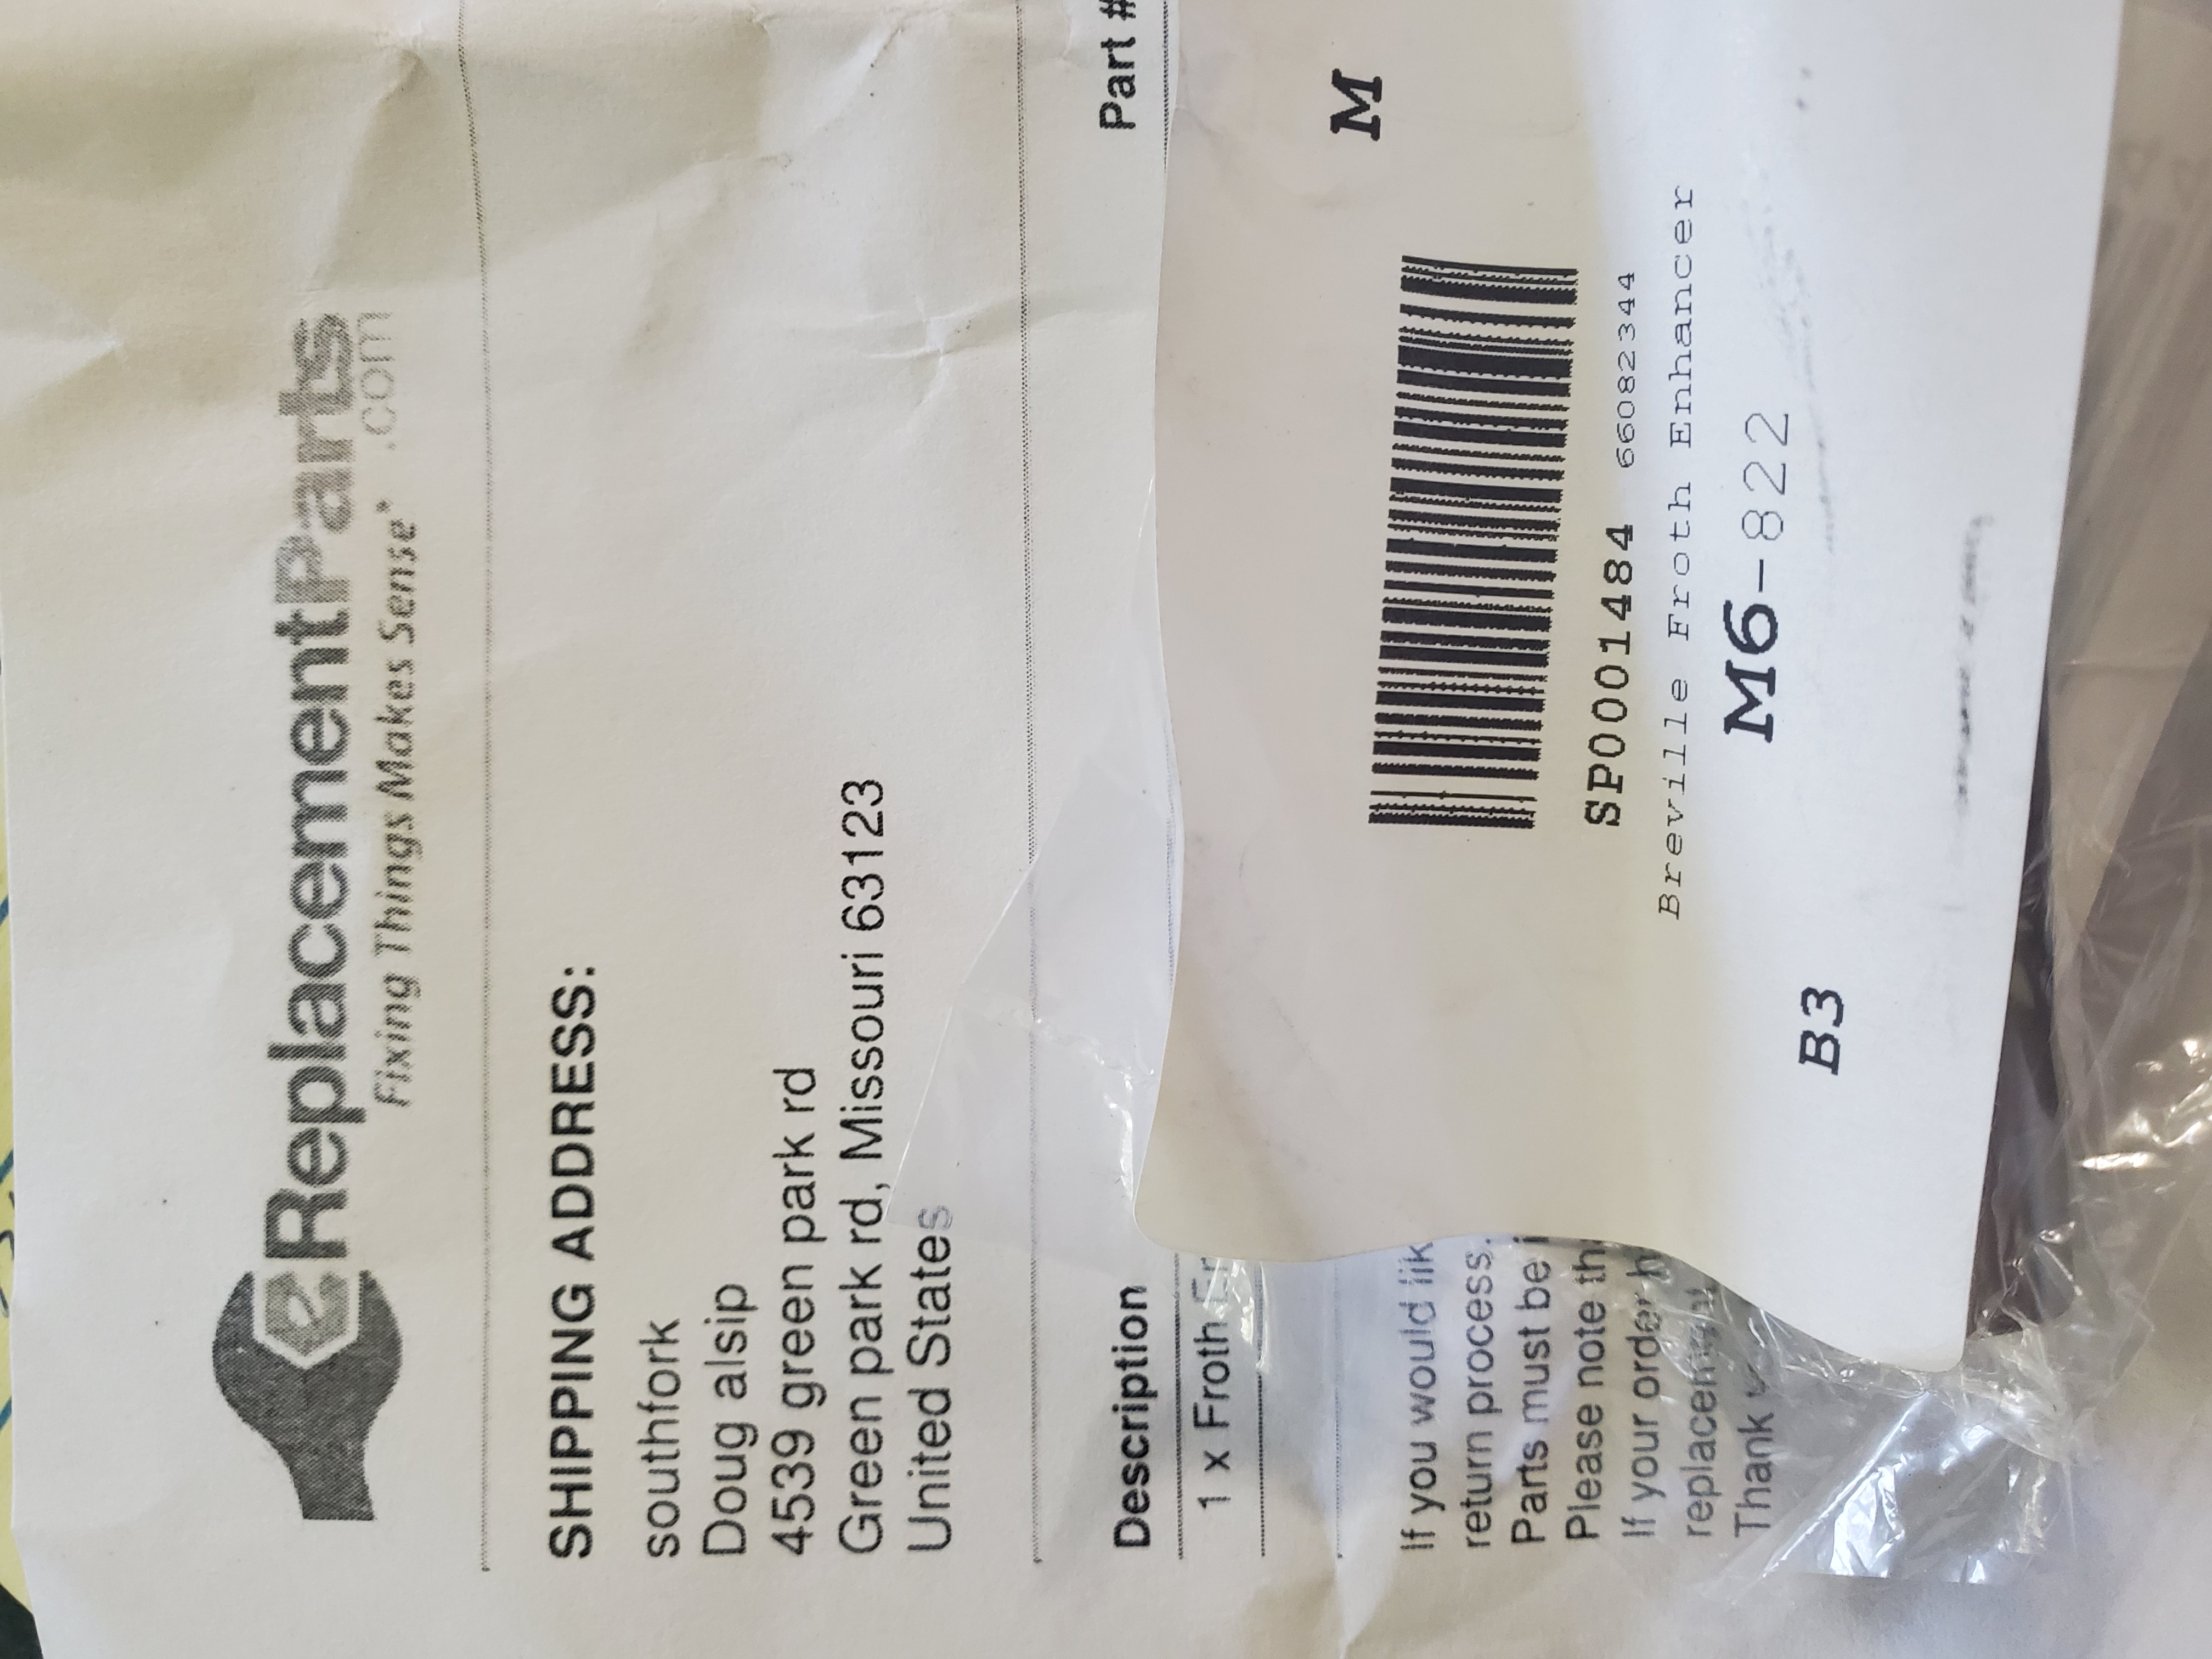 eReplacementParts
.com
Fixing Things Makes Sense®
SHIPPING ADDRESS:
southfork
Doug alsip
4539 green park rd
Green park rd, Missouri 63123
United States
Description Part #
1 x Froth
If you would lik
return process.
Parts must be i
Please note th
If your order h
replacement
Thank
M
SP0001484 66082344
Breville Froth Enhancer
M6-822
B3